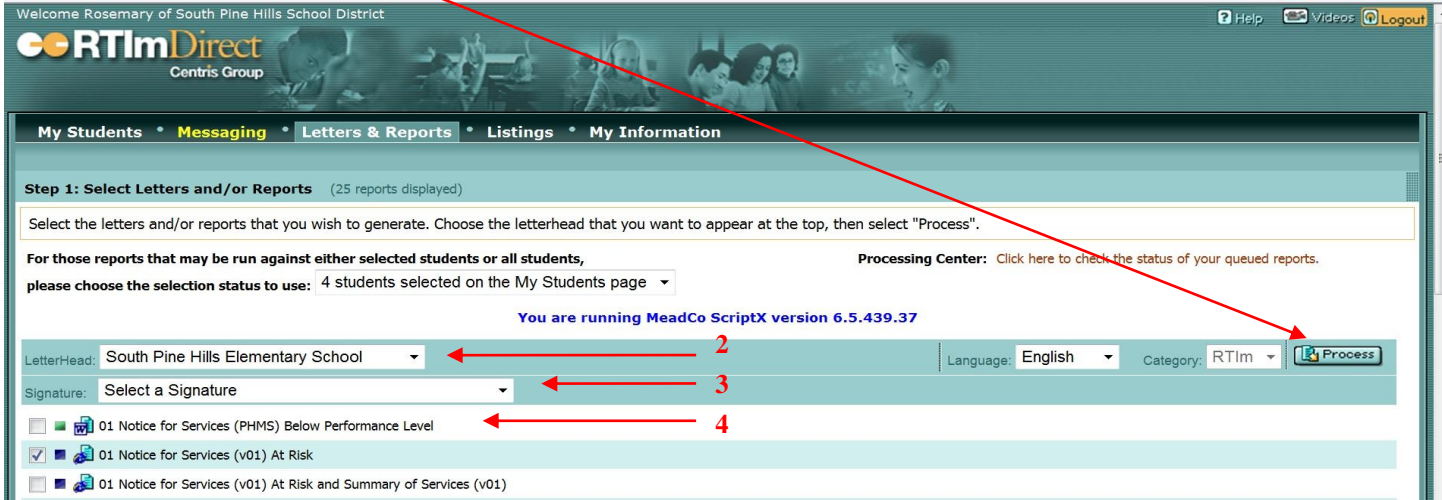 Welcome Rosemary of South Pine Hills School District
Help Videos Logout
RTImDirect
Centris Group
My Students • Messaging • Letters & Reports • Listings • My Information
Step 1: Select Letters and/or Reports (25 reports displayed)
Select the letters and/or reports that you wish to generate. Choose the letterhead that you want to appear at the top, then select "Process".
For those reports that may be run against either selected students or all students,
Processing Center: Click here to check the status of your queued reports.
please choose the selection status to use: 4 students selected on the My Students page
You are running MeadCo ScriptX version 6.5.439.37
LetterHead: South Pine Hills Elementary School 2 Language: English Category: RTIm Process
Signature: Select a Signature 3
01 Notice for Services (PHMS) Below Performance Level 4
01 Notice for Services (v01) At Risk
01 Notice for Services (v01) At Risk and Summary of Services (v01)